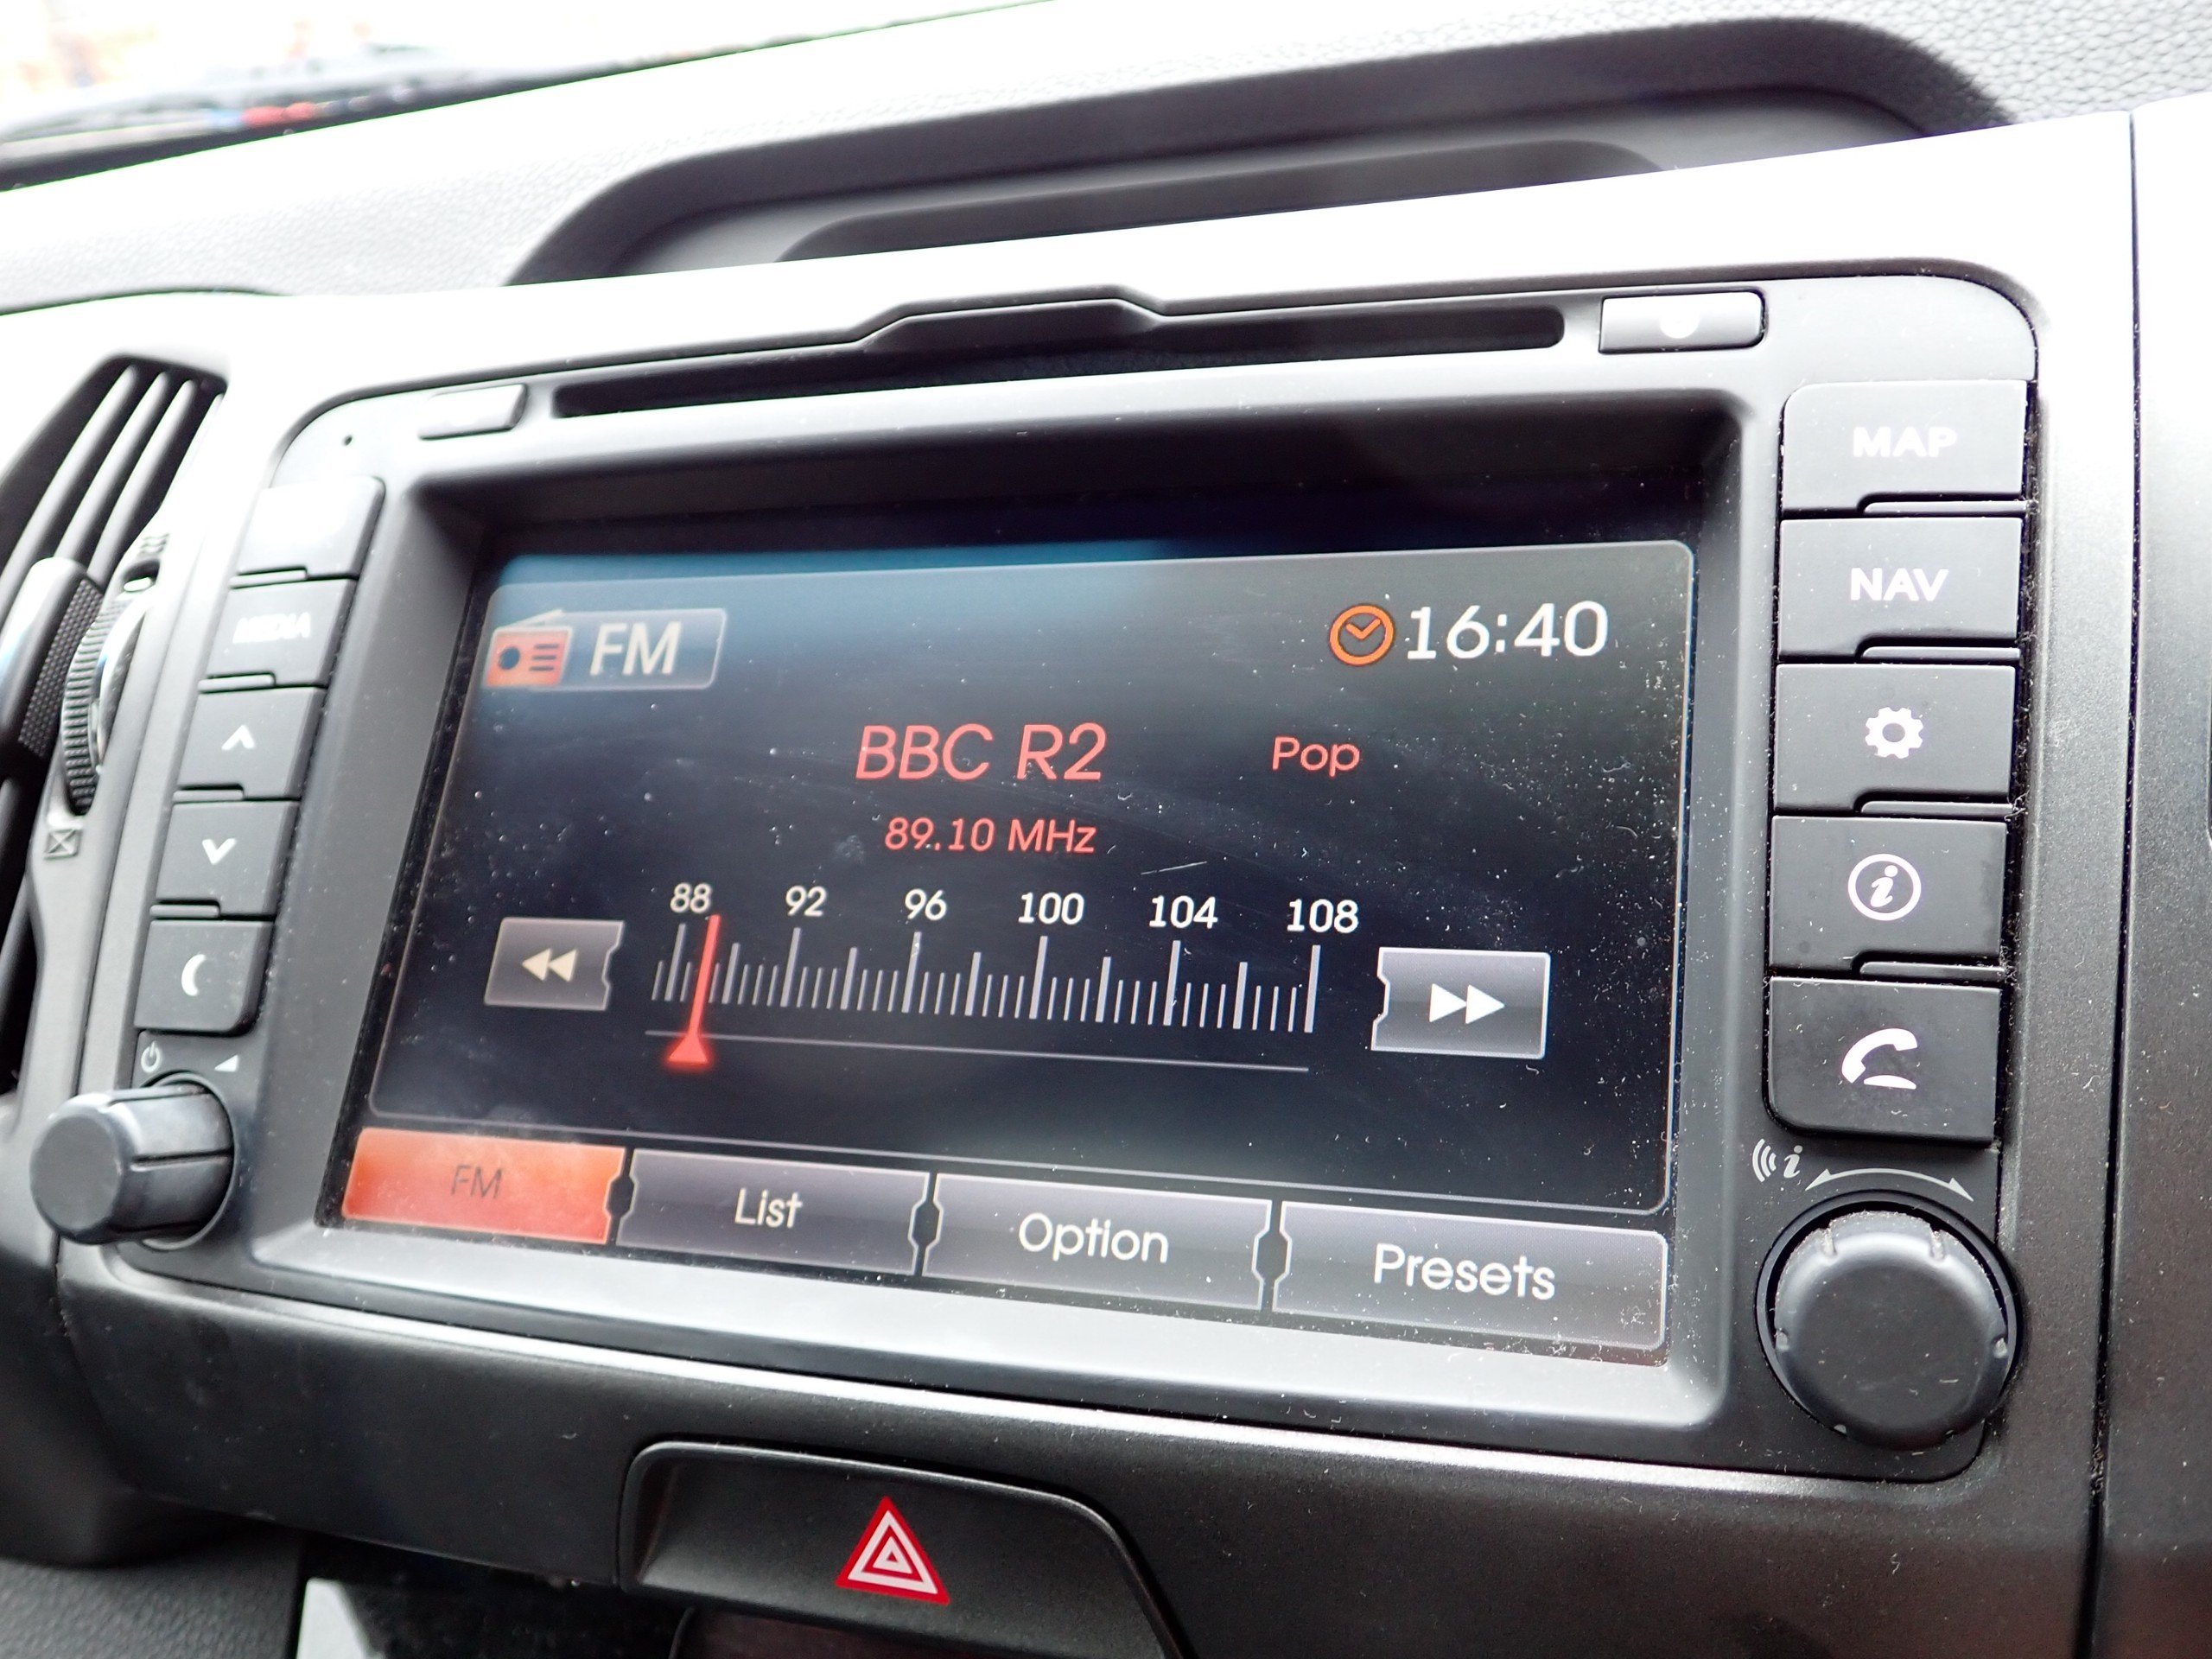 MAP
NAV
MEDIA
FM
16:40
BBC R2 Pop
89.10 MHz
88 92 96 100 104 108
FM List Option Presets
i
i